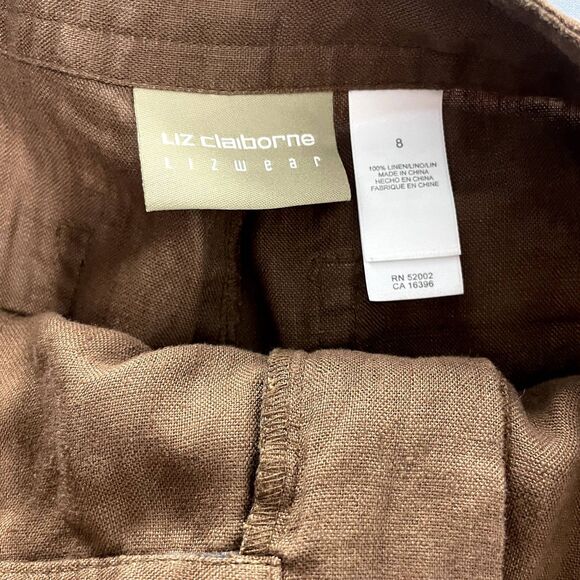 Liz claiborne
Lizwear
8
100% LINEN/LINO/LIN
MADE IN CHINA
HECHO EN CHINA
FABRIQUE EN CHINE
RN 52002
CA 16396